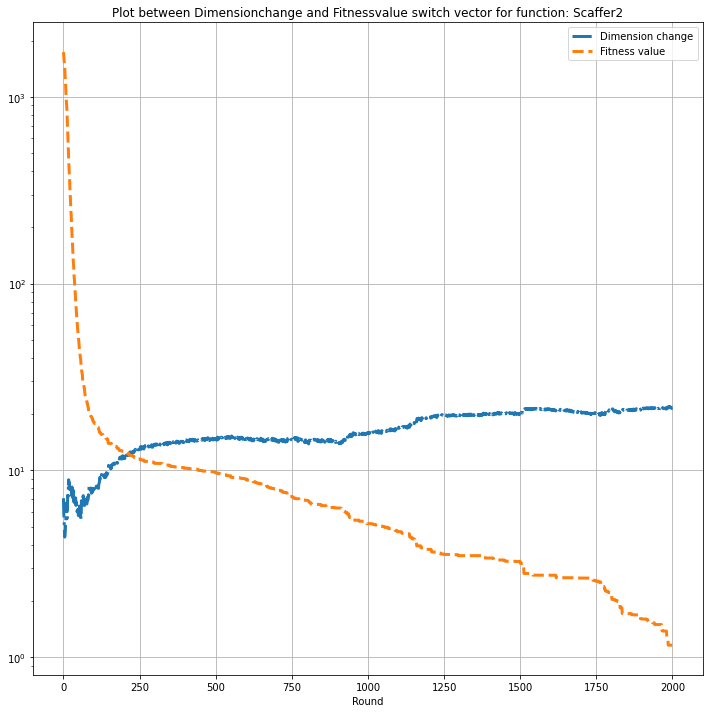 Plot between Dimensionchange and Fitnessvalue switch vector for function: Scaffer2
Dimension change
Fitness value
10³
10²
10¹
10⁰
0 250 500 750 1000 1250 1500 1750 2000
Round